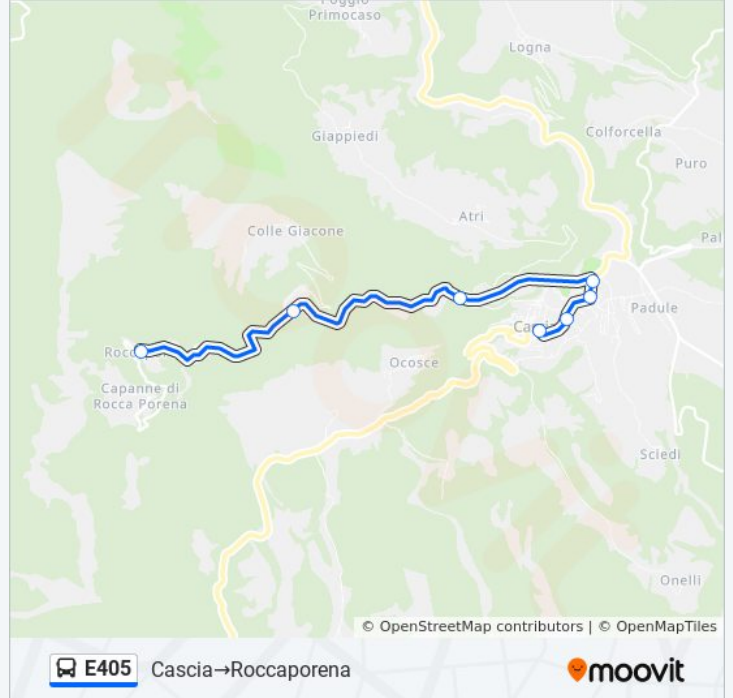 Poggio
Primocaso
Logna
Giappiedi
Colforcella
Puro
Atri
Colle Giacone
Pal
Padule
Rocc
Ocosce
Capanne di
Rocca Porena
Sciedi
Onelli
© OpenStreetMap contributors | © OpenMapTiles
E405 Cascia→Roccaporena
moovit